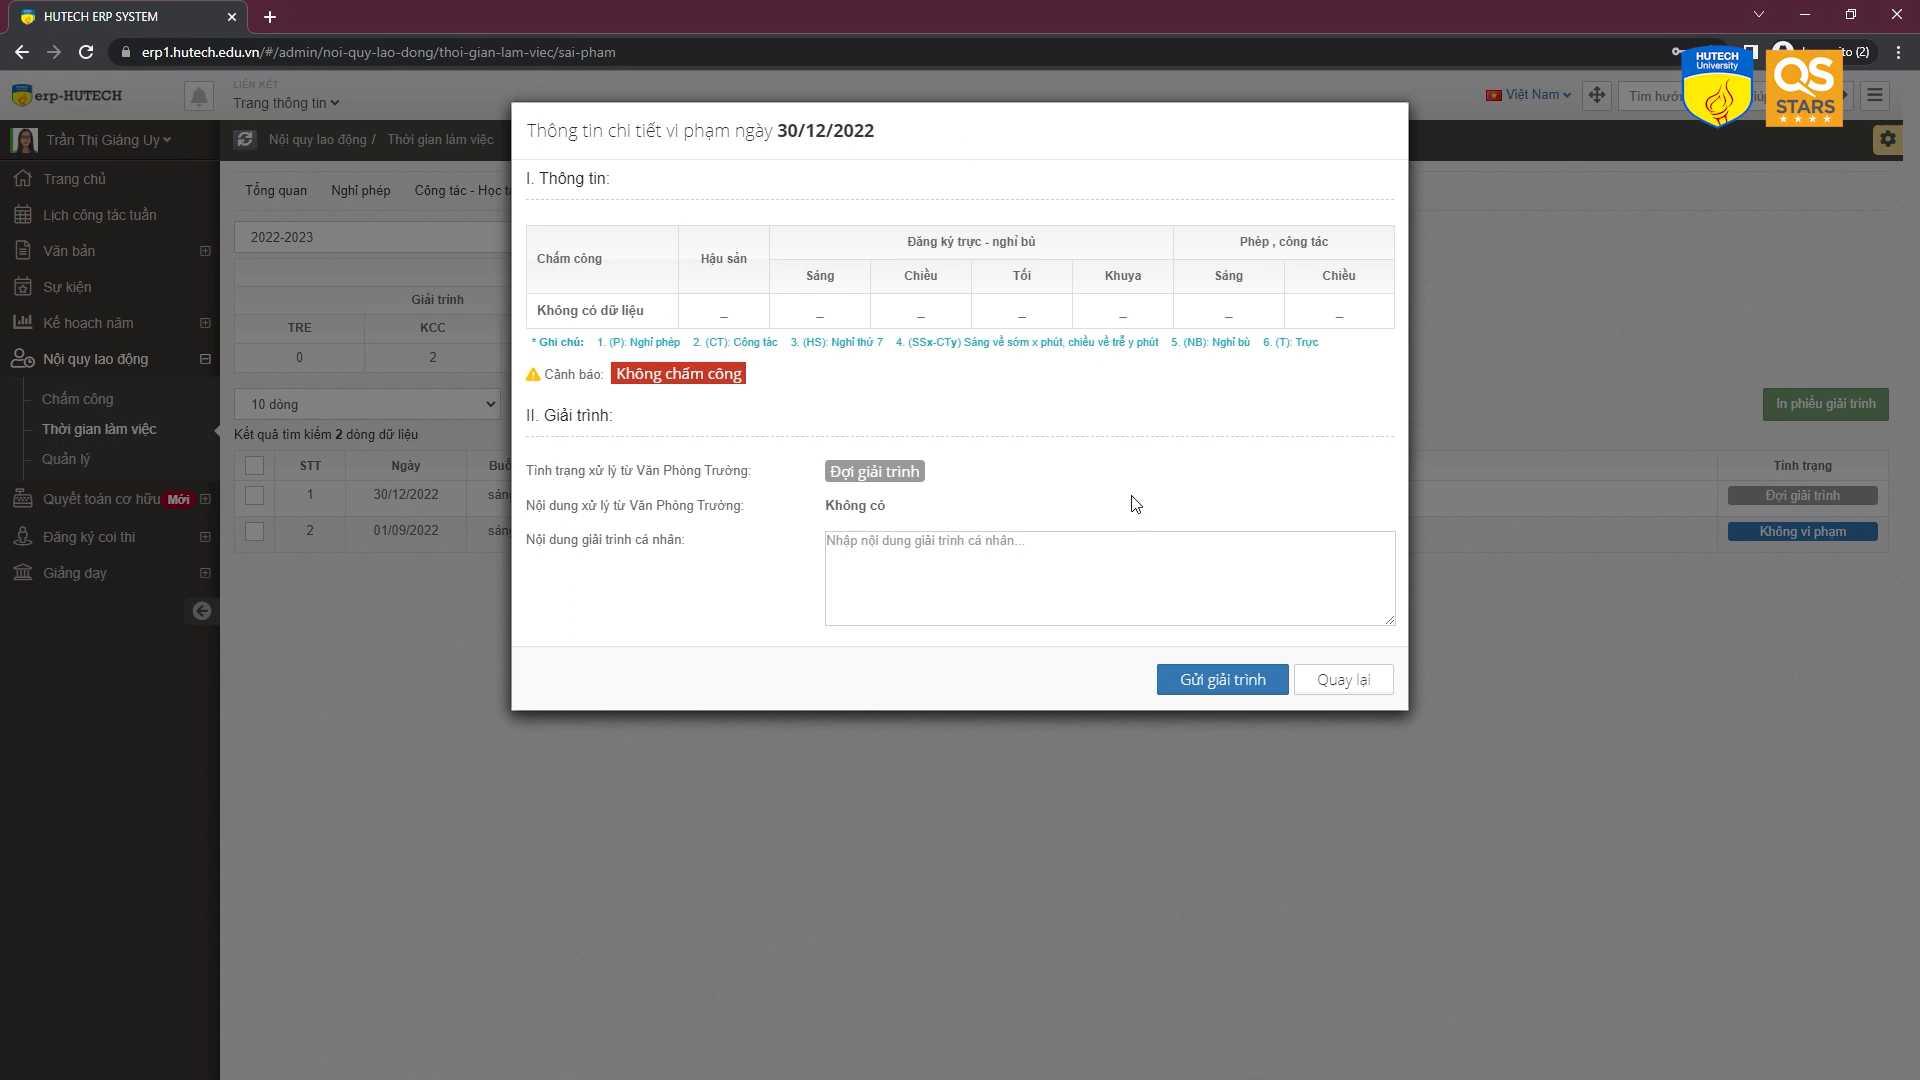 HUTECH ERP SYSTEM
erp1.hutech.edu.vn/#/admin/noi-quy-lao-dong/thoi-gian-lam-viec/sai-pham
to (2)
erp-HUTECH
LIÊN KẾT
Trang thông tin
Việt Nam
Tìm hướ
HUTECH
University
QS
STARS
Trần Thị Giáng Uy
Nội quy lao động / Thời gian làm việc
Trang chủ
Lịch công tác tuần
Văn bản
Sự kiện
Kế hoạch năm
Nội quy lao động
Chấm công
Thời gian làm việc
Quản lý
Quyết toán cơ hữu Mới
Đăng ký coi thi
Giảng dạy
Tổng quan Nghỉ phép Công tác - Học t
2022-2023
Giải trình
TRE KCC
0 2
10 dòng
Kết quả tìm kiếm 2 dòng dữ liệu
In phiếu giải trình
STT Ngày Buổ Tình trạng
1 30/12/2022 sán Đợi giải trình
2 01/09/2022 sán Không vi phạm
Thông tin chi tiết vi phạm ngày 30/12/2022
I. Thông tin:
Chấm công Hậu sản Đăng ký trực - nghỉ bù Phép , công tác
Sáng Chiều Tối Khuya Sáng Chiều
Không có dữ liệu _ _ _ _ _ _ _
* Ghi chú: 1. (P): Nghỉ phép 2. (CT): Công tác 3. (HS): Nghỉ thứ 7 4. (SSx-CTy) Sáng về sớm x phút, chiều về trễ y phút 5. (NB): Nghỉ bù 6. (T): Trực
Cảnh báo: Không chấm công
II. Giải trình:
Tình trạng xử lý từ Văn Phòng Trường: Đợi giải trình
Nội dung xử lý từ Văn Phòng Trường: Không có
Nội dung giải trình cá nhân: Nhập nội dung giải trình cá nhân...
Gửi giải trình Quay lại